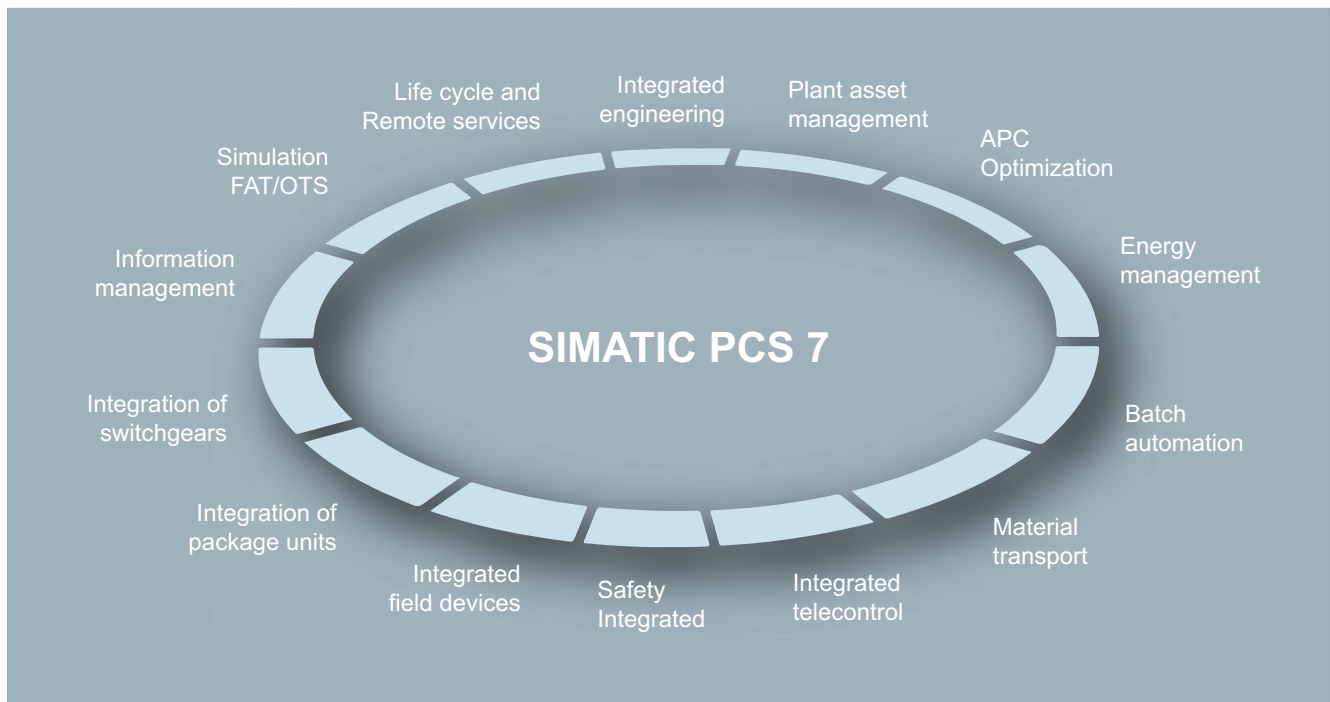 Integrated
engineering
Plant asset
management
APC
Optimization
Energy
management
Batch
automation
Material
transport
Integrated
telecontrol
Safety
Integrated
Integrated
field devices
Integration of
package units
Integration of
switchgears
Information
management
Simulation
FAT/OTS
Life cycle and
Remote services
SIMATIC PCS 7